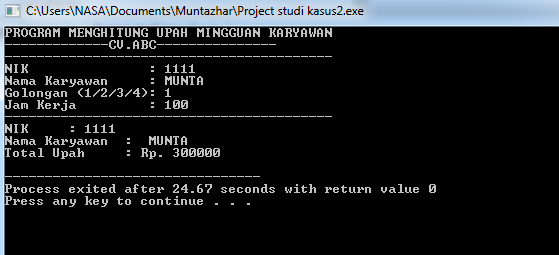 C:\Users\NASA\Documents\Muntazhar\Project studi kasus2.exe
PROGRAM MENGHITUNG UPAH MINGGUAN KARYAWAN
--------------CV.ABC----------------
-------------------------------------------
NIK : 1111
Nama Karyawan : MUNTA
Golongan (1/2/3/4): 1
Jam Kerja : 100
-------------------------------------------
NIK : 1111
Nama Karyawan : MUNTA
Total Upah : Rp. 300000
--------------------------------
Process exited after 24.67 seconds with return value 0
Press any key to continue . . .